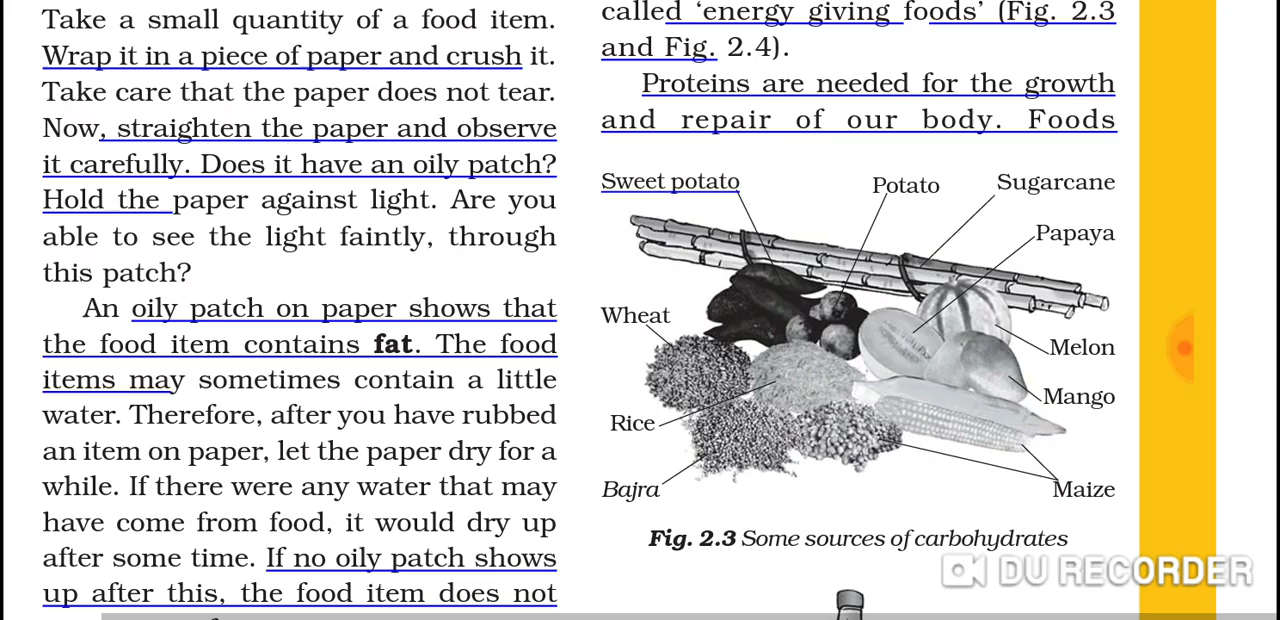 Take a small quantity of a food item.
Wrap it in a piece of paper and crush it.
Take care that the paper does not tear.
Now, straighten the paper and observe
it carefully. Does it have an oily patch?
Hold the paper against light. Are you
able to see the light faintly, through
this patch?
An oily patch on paper shows that
the food item contains fat. The food
items may sometimes contain a little
water. Therefore, after you have rubbed
an item on paper, let the paper dry for a
while. If there were any water that may
have come from food, it would dry up
after some time. If no oily patch shows
up after this, the food item does not
called ‘energy giving foods’ (Fig. 2.3
and Fig. 2.4).
Proteins are needed for the growth
and repair of our body. Foods
Sweet potato
Potato
Sugarcane
Papaya
Wheat
Melon
Mango
Rice
Bajra
Maize
Fig. 2.3 Some sources of carbohydrates
DU RECORDER